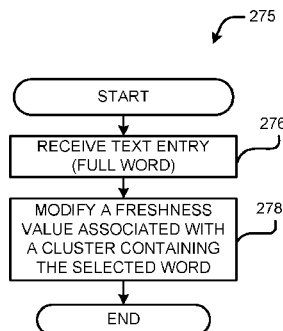 275
START
RECEIVE TEXT ENTRY
(FULL WORD)
276
MODIFY A FRESHNESS
VALUE ASSOCIATED WITH
A CLUSTER CONTAINING
THE SELECTED WORD
278
END